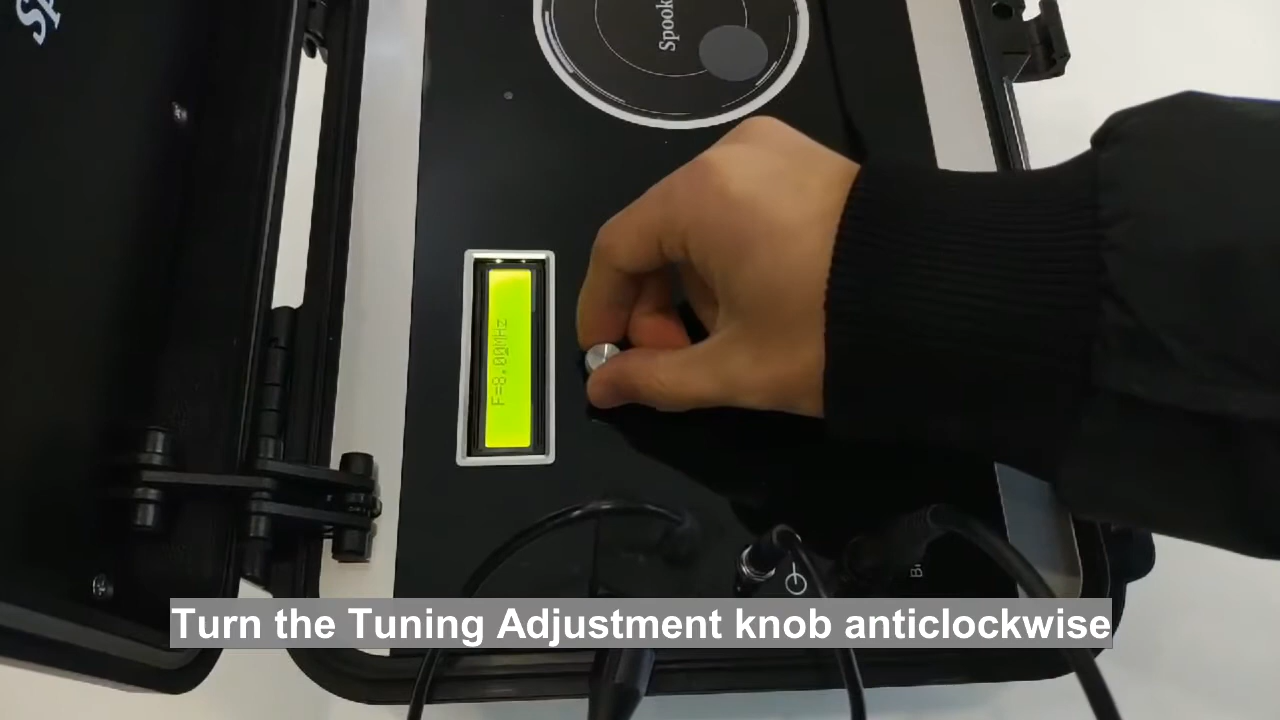 Spook
F=8.00MHz
Turn the Tuning Adjustment knob anticlockwise